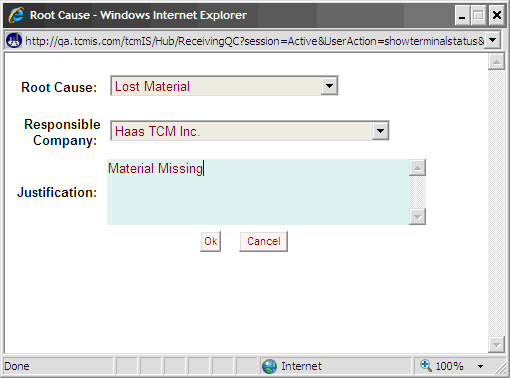 Root Cause - Windows Internet Explorer
http://qa.tcmis.com/tcmIS/Hub/ReceivingQC?session=Active&UserAction=showterminalstatus&
Root Cause: Lost Material
Responsible Company: Haas TCM Inc.
Material Missing
Justification:
Ok Cancel
Done Internet 100%